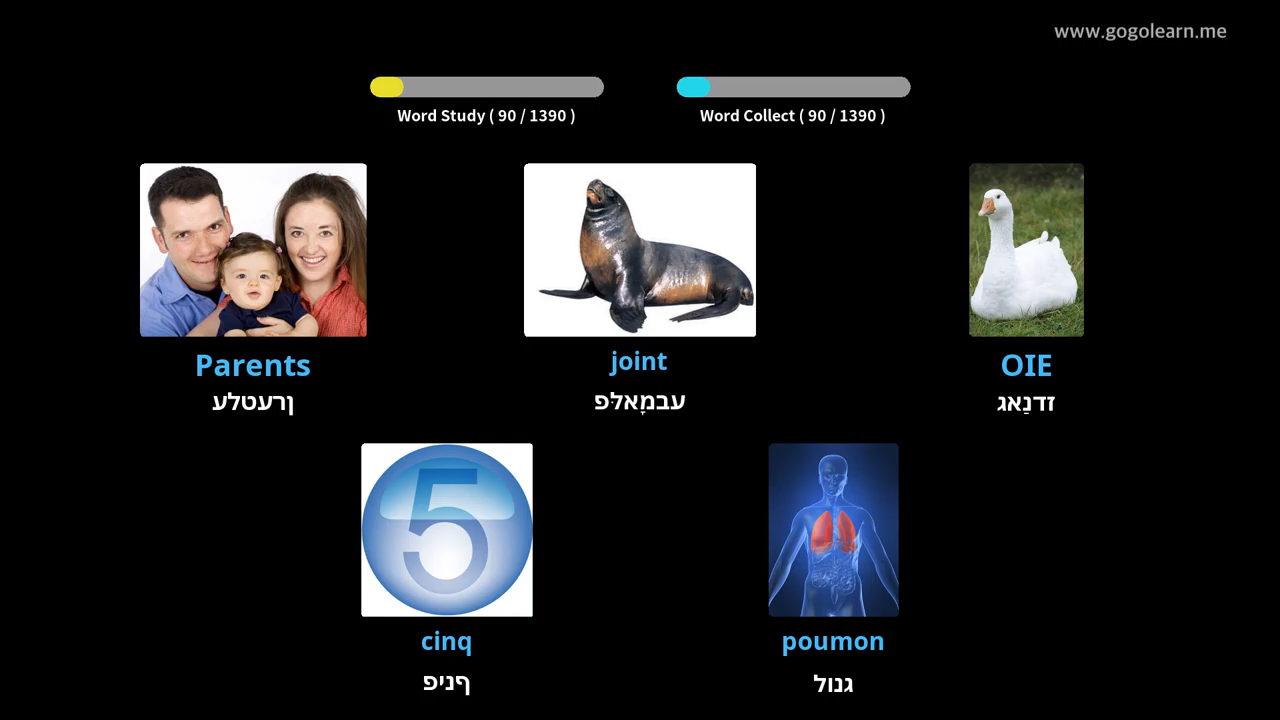 www.gogolearn.me
Word Study ( 90 / 1390 )
Word Collect ( 90 / 1390 )
Parents
ןרעטלע
joint
עבמָאלּפ
OIE
זדנַאג
cinq
ףניפ
poumon
גנול